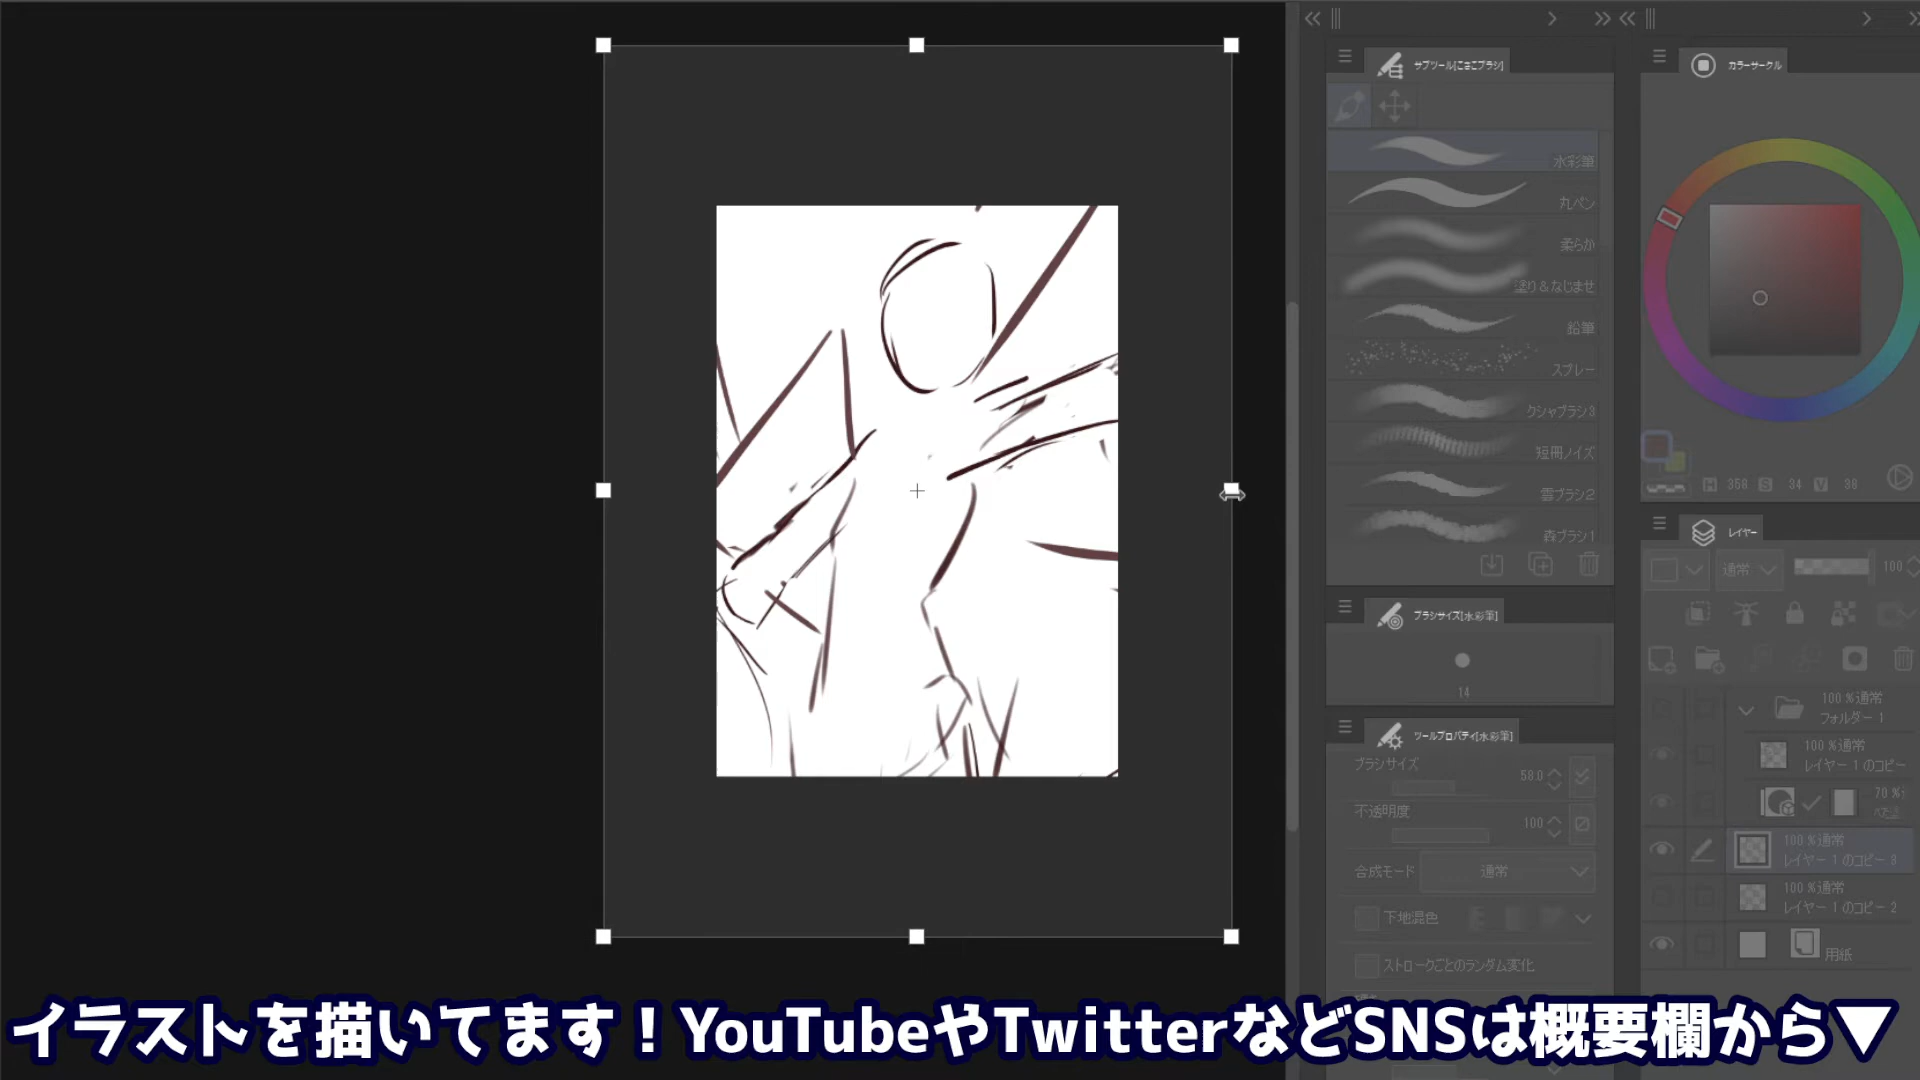 サブツール[こさこブラシ]
水彩筆
丸ペン
柔らか
塗り＆なじませ
鉛筆
スプレー
クシャブラシ3
短冊ノイズ
雲ブラシ2
森ブラシ1
ブラシサイズ[水彩筆]
14
ツールプロパティ[水彩筆]
ブラシサイズ
58.0
不透明度
100
合成モード
通常
下地混色
ストロークごとのランダム変化
カラーサークル
H 358 S 34 V 38
レイヤー
通常
100
100 %通常
フォルダー 1
100 %通常
レイヤー 1 のコピー
70 %
100 %通常
レイヤー 1 のコピー 3
100 %通常
レイヤー 1 のコピー 2
用紙
イラストを描いてます！YouTubeやTwitterなどSNSは概要欄から▼